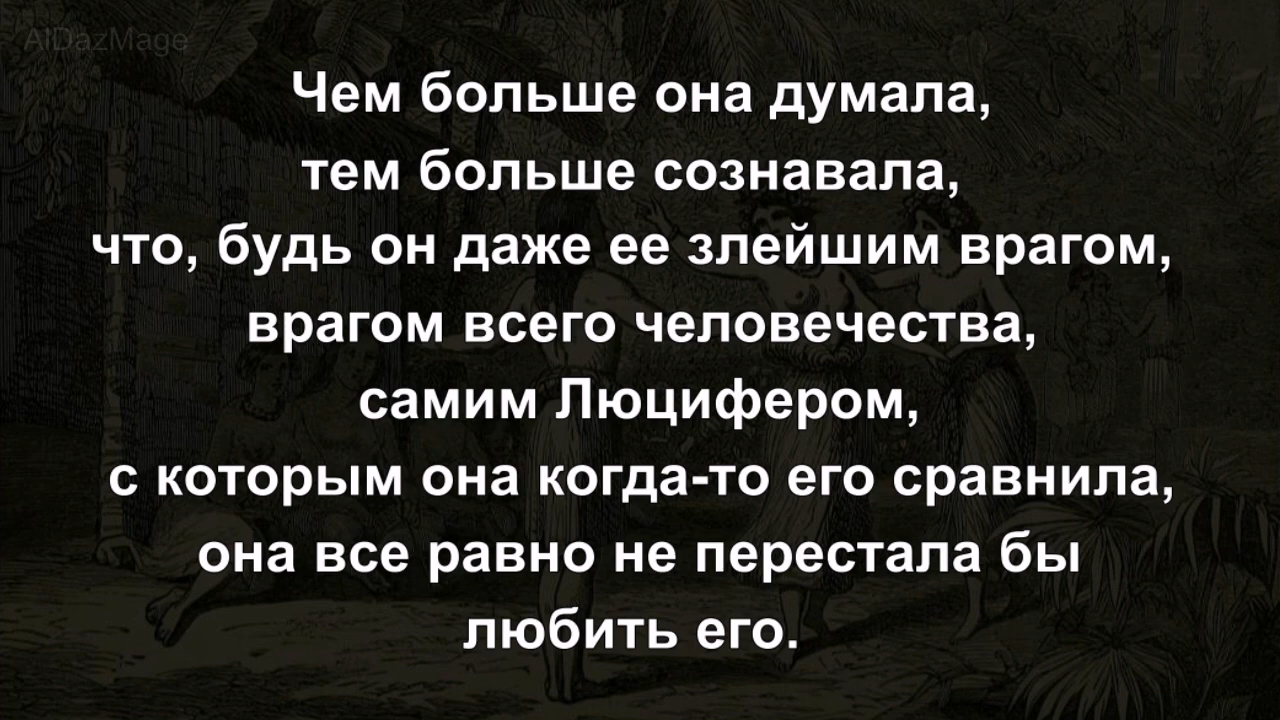 AIDazMage
Чем больше она думала,
тем больше сознавала,
что, будь он даже ее злейшим врагом,
врагом всего человечества,
самим Люцифером,
с которым она когда-то его сравнила,
она все равно не перестала бы
любить его.